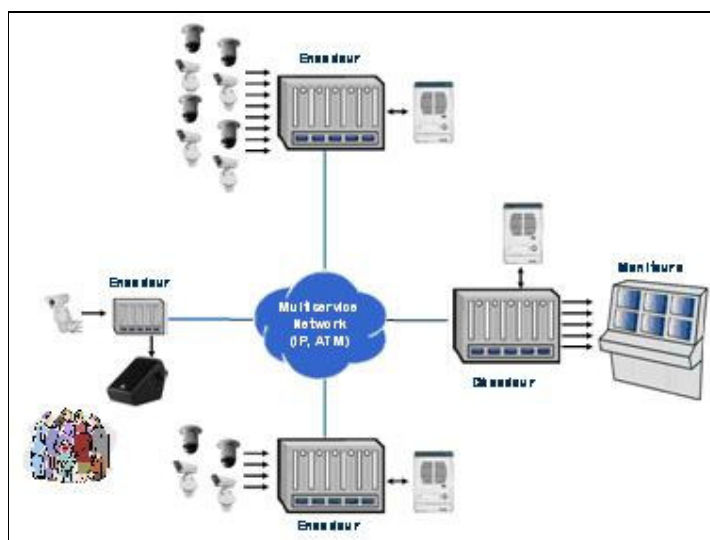 Encodeur
Encodeur
Moniteurs
Multiservice
Network
(IP, ATM)
Décodeur
Encodeur